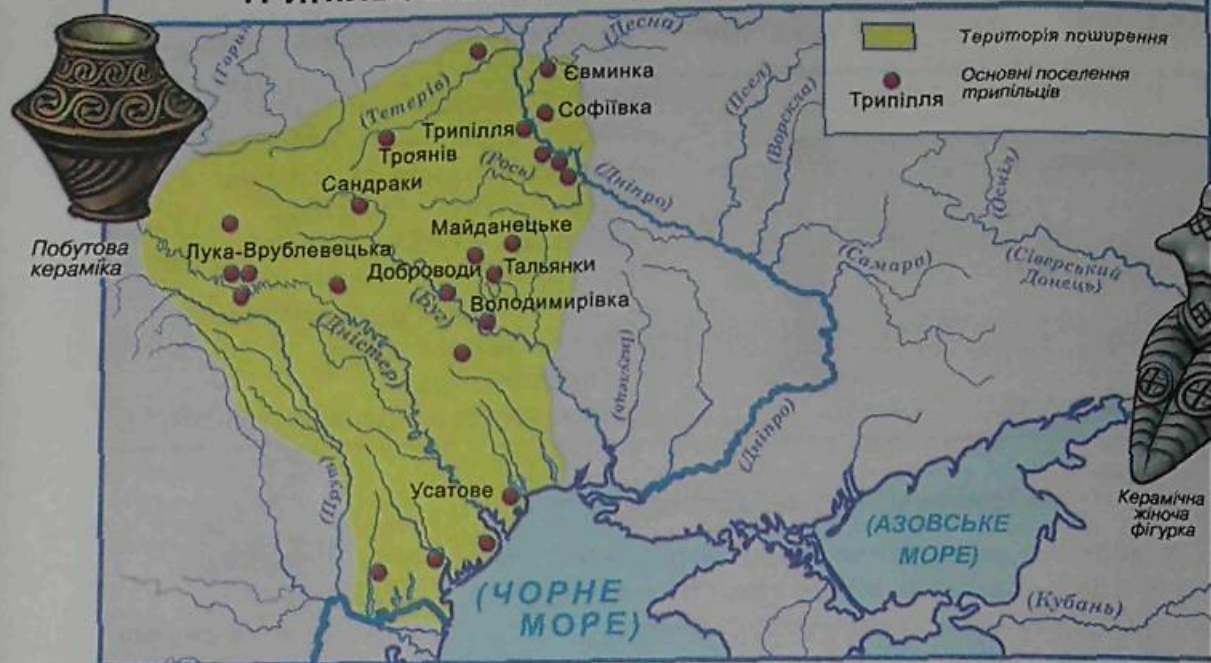 (Горинь)
(Десна)
Територія поширення
Основні поселення
трипільців
Трипілля
Євминка
(Псел)
(Ворскла)
Софіївка
(Тетерів)
Трипілля
Троянів
(Рось)
(Дніпро)
(Оскіл)
Сандраки
Майданецьке
Побутова
кераміка
Лука-Врублевецька
Доброводи
Тальянки
(Самара)
(Сіверський
Донець)
(Буг)
Володимирівка
(Дністер)
(Інгулець)
(Дніпро)
(Прут)
Усатове
Керамічна
жіноча
фігурка
(АЗОВСЬКЕ
МОРЕ)
(ЧОРНЕ
МОРЕ)
(Кубань)